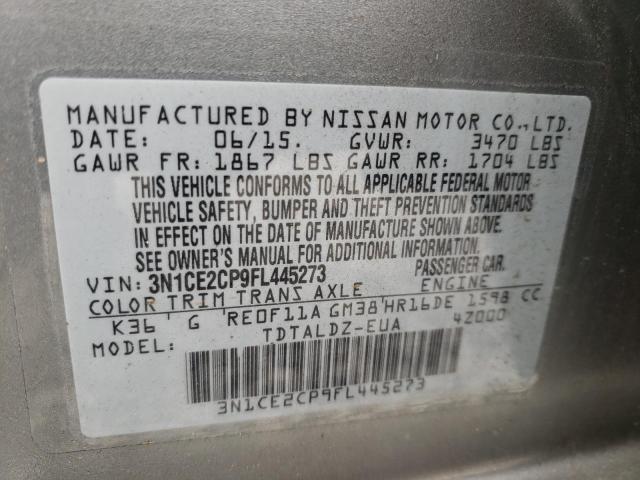 MANUFACTURED BY NISSAN MOTOR CO.,LTD.
DATE: 06/15. GVWR: 3470 LBS
GAWR FR: 1867 LBS GAWR RR: 1704 LBS
THIS VEHICLE CONFORMS TO ALL APPLICABLE FEDERAL MOTOR
VEHICLE SAFETY, BUMPER AND THEFT PREVENTION STANDARDS
IN EFFECT ON THE DATE OF MANUFACTURE SHOWN ABOVE.
SEE OWNER'S MANUAL FOR ADDITIONAL INFORMATION.
VIN: 3N1CE2CP9FL445273 PASSENGER CAR.
COLOR TRIM TRANS AXLE ENGINE
K36 G RE0F11A GM38 HR16DE 1598 CC
MODEL: TDTALDZ-EUA 4Z000
3N1CE2CP9FL445273